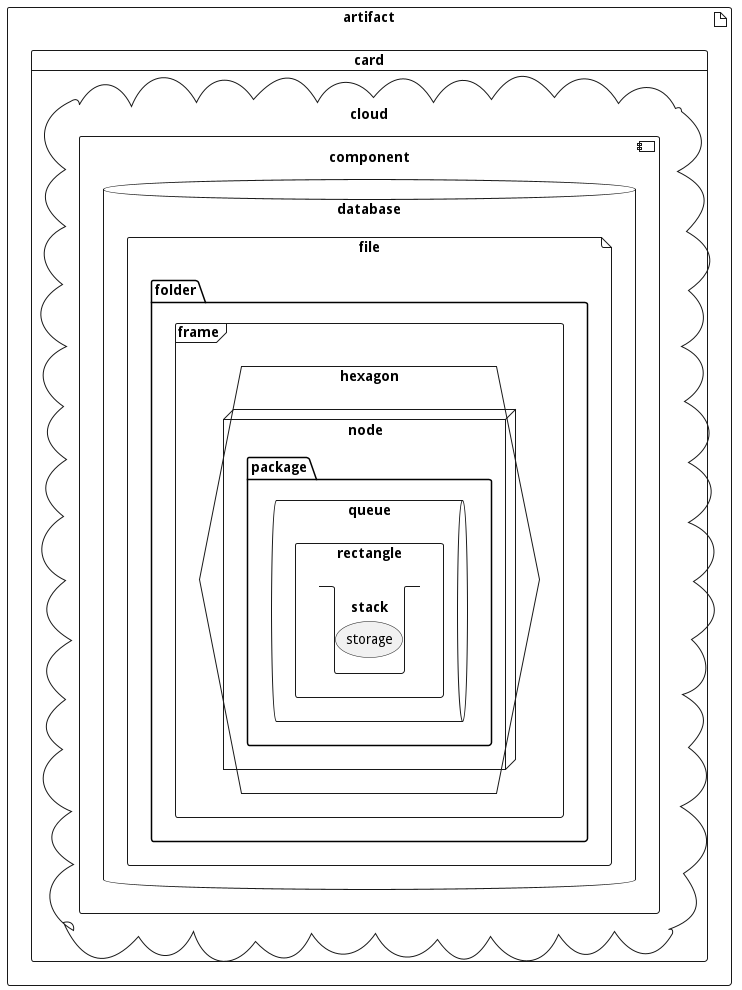 artifact
card
cloud
component
database
file
folder
frame
hexagon
node
package
queue
rectangle
stack
storage